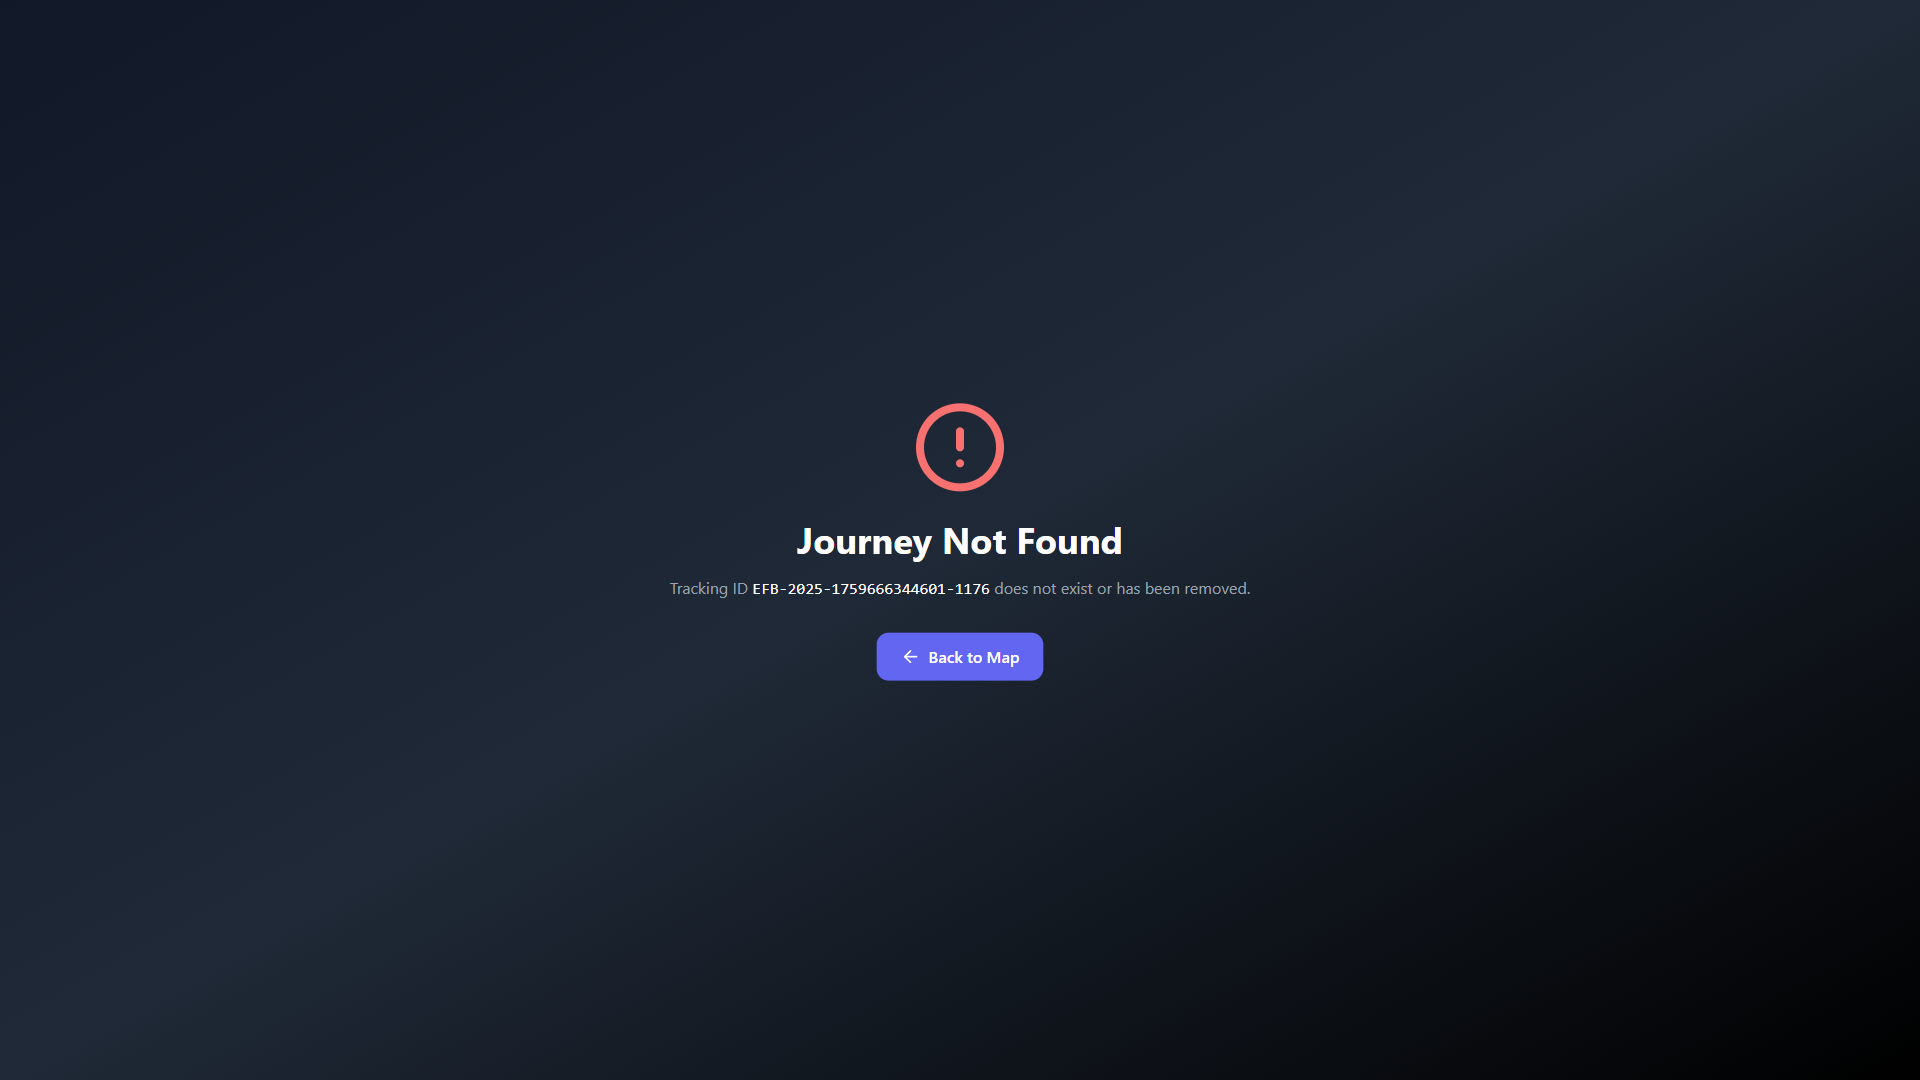 Journey Not Found
Tracking ID EFB-2025-1759666344601-1176 does not exist or has been removed.
Back to Map